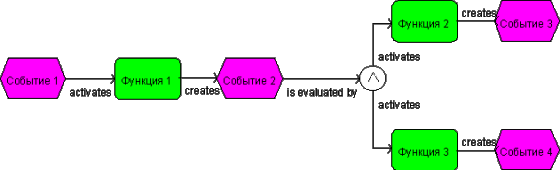 Событие 1
activates
Функция 1
creates
Событие 2
is evaluated by
activates
Функция 2
creates
Событие 3
activates
Функция 3
creates
Событие 4